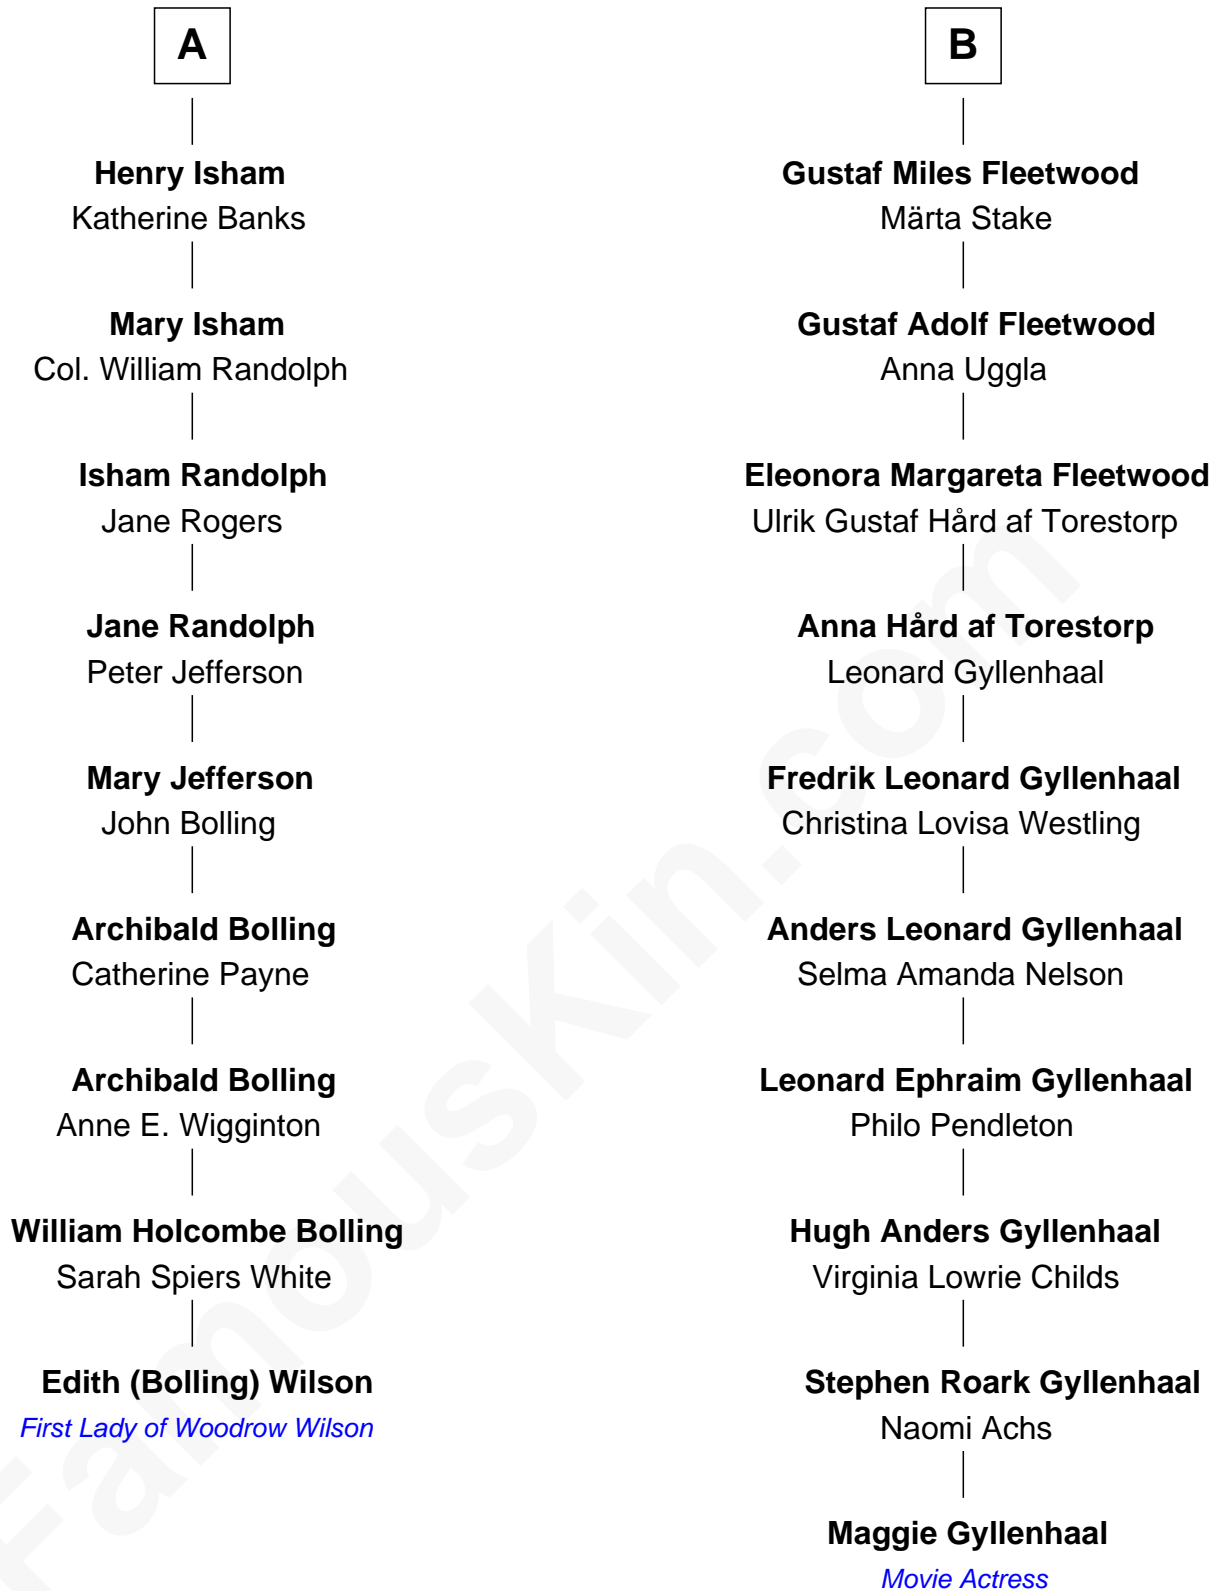 A
Henry Isham
Katherine Banks
Mary Isham
Col. William Randolph
Isham Randolph
Jane Rogers
Jane Randolph
Peter Jefferson
Mary Jefferson
John Bolling
Archibald Bolling
Catherine Payne
Archibald Bolling
Anne E. Wigginton
William Holcombe Bolling
Sarah Spiers White
Edith (Bolling) Wilson
First Lady of Woodrow Wilson
B
Gustaf Miles Fleetwood
Märta Stake
Gustaf Adolf Fleetwood
Anna Uggla
Eleonora Margareta Fleetwood
Ulrik Gustaf Hård af Torestorp
Anna Hård af Torestorp
Leonard Gyllenhaal
Fredrik Leonard Gyllenhaal
Christina Lovisa Westling
Anders Leonard Gyllenhaal
Selma Amanda Nelson
Leonard Ephraim Gyllenhaal
Philo Pendleton
Hugh Anders Gyllenhaal
Virginia Lowrie Childs
Stephen Roark Gyllenhaal
Naomi Achs
Maggie Gyllenhaal
Movie Actress
FamousKin.com